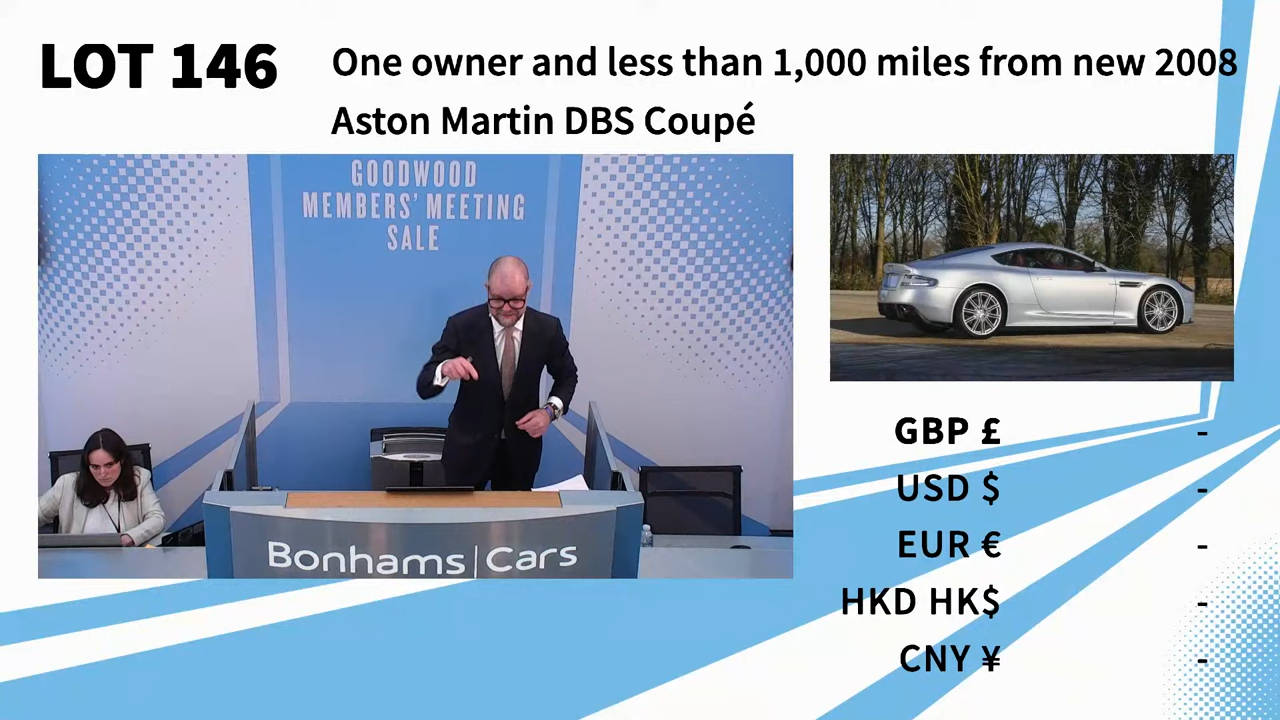 LOT 146
One owner and less than 1,000 miles from new 2008
Aston Martin DBS Coupé
GOODWOOD
MEMBERS' MEETING
SALE
Bonhams|Cars
GBP £ -
USD $ -
EUR € -
HKD HK$ -
CNY ¥ -